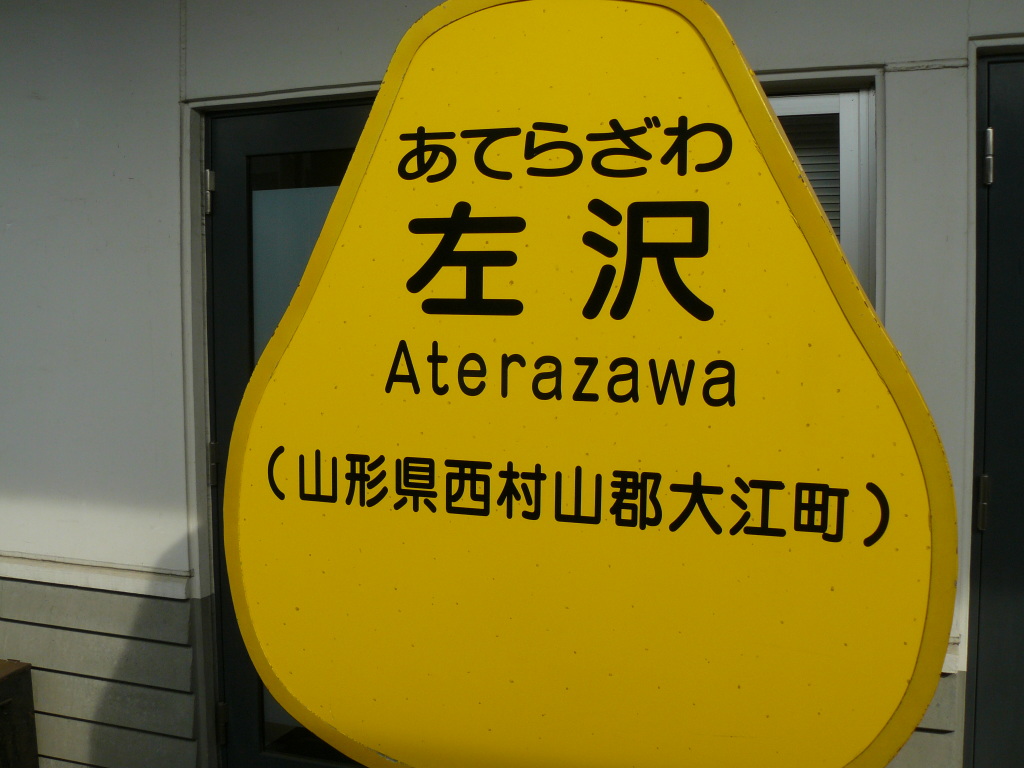 あてらざわ
左沢
Aterazawa
(山形県西村山郡大江町)